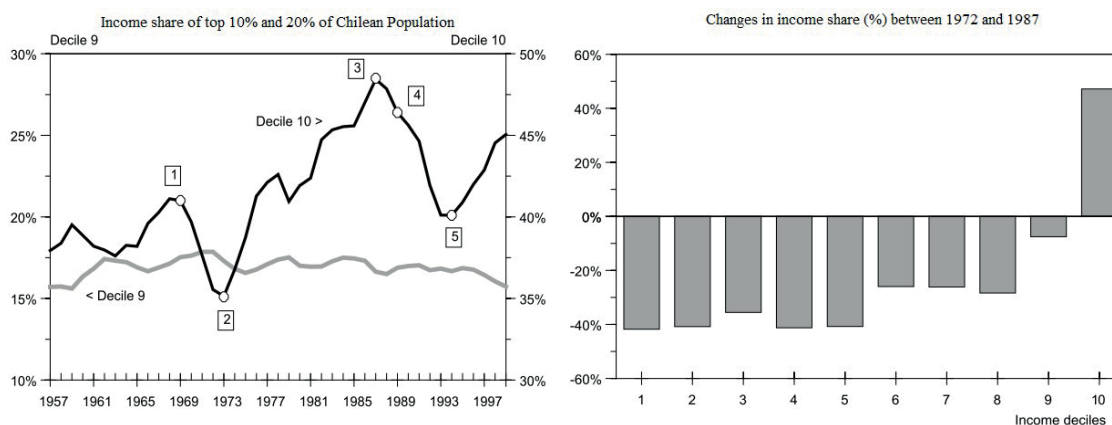 Income share of top 10% and 20% of Chilean Population
Decile 9
Decile 10
30%
25%
20%
15%
10%
50%
45%
40%
35%
30%
1
2
3
4
5
Decile 10 >
< Decile 9
1957 1961 1965 1969 1973 1977 1981 1985 1989 1993 1997
Changes in income share (%) between 1972 and 1987
60%
40%
20%
0%
-20%
-40%
-60%
1 2 3 4 5 6 7 8 9 10
Income deciles